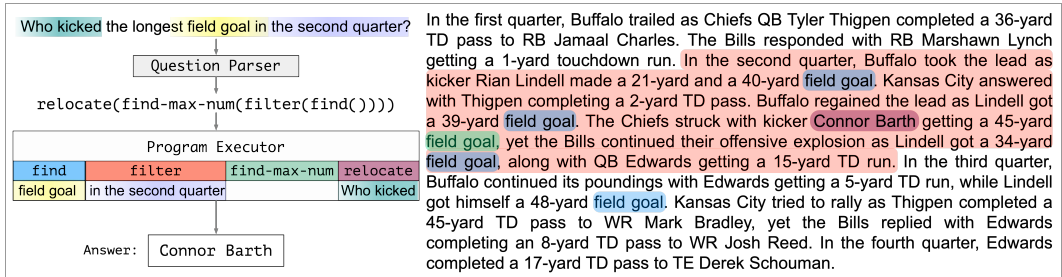 Who kicked the longest field goal in the second quarter?
Question Parser
relocate(find-max-num(filter(find())))
Program Executor
find filter find-max-num relocate
field goal in the second quarter Who kicked
Answer: Connor Barth
In the first quarter, Buffalo trailed as Chiefs QB Tyler Thigpen completed a 36-yard
TD pass to RB Jamaal Charles. The Bills responded with RB Marshawn Lynch
getting a 1-yard touchdown run. In the second quarter, Buffalo took the lead as
kicker Rian Lindell made a 21-yard and a 40-yard field goal. Kansas City answered
with Thigpen completing a 2-yard TD pass. Buffalo regained the lead as Lindell got
a 39-yard field goal. The Chiefs struck with kicker Connor Barth getting a 45-yard
field goal, yet the Bills continued their offensive explosion as Lindell got a 34-yard
field goal, along with QB Edwards getting a 15-yard TD run. In the third quarter,
Buffalo continued its poundings with Edwards getting a 5-yard TD run, while Lindell
got himself a 48-yard field goal. Kansas City tried to rally as Thigpen completed a
45-yard TD pass to WR Mark Bradley, yet the Bills replied with Edwards
completing an 8-yard TD pass to WR Josh Reed. In the fourth quarter, Edwards
completed a 17-yard TD pass to TE Derek Schouman.